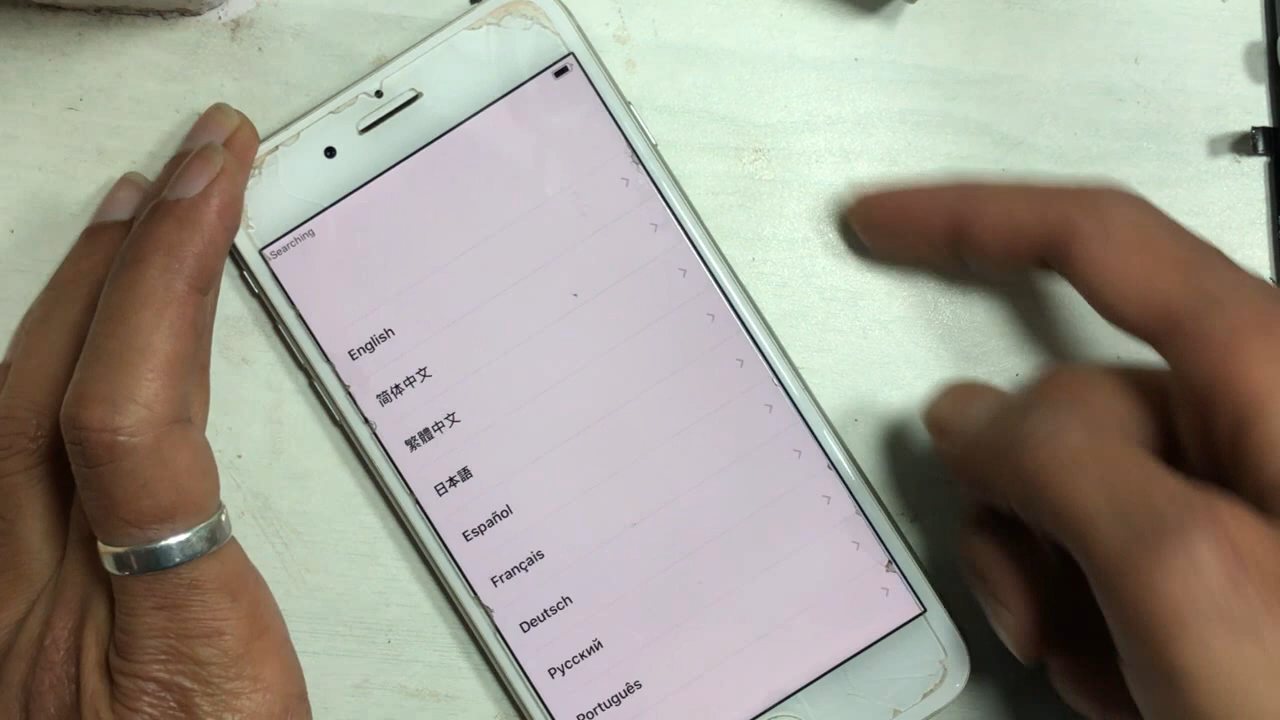 Searching
English
简体中文
繁體中文
日本語
Español
Français
Deutsch
Русский
Português